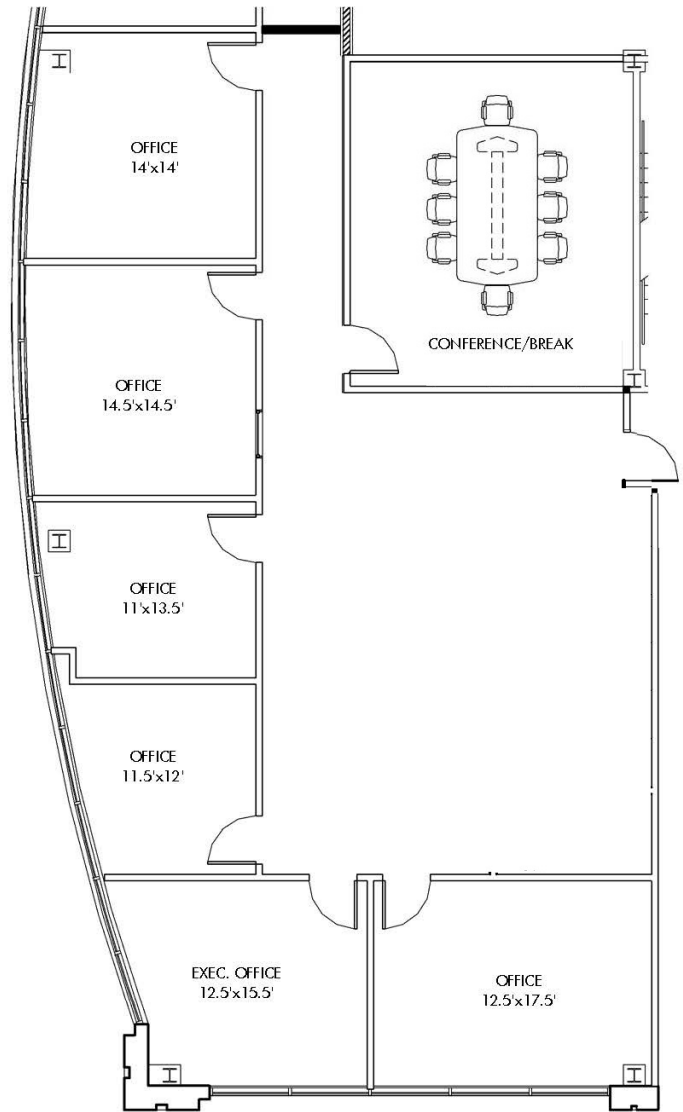 OFFICE
14'x14'
CONFERENCE/BREAK
OFFICE
14.5'x14.5'
OFFICE
11'x13.5'
OFFICE
11.5'x12'
EXEC. OFFICE
12.5'x15.5'
OFFICE
12.5'x17.5'